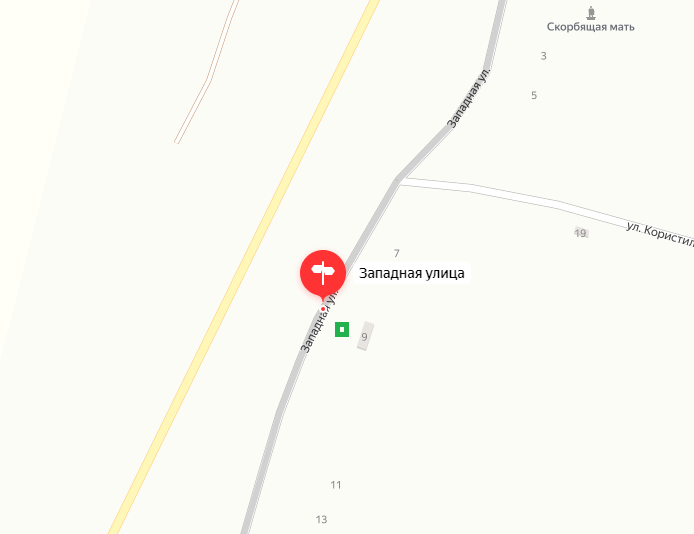 Скорбящая мать
3
Западная ул.
5
ул. Користил
19
7
Западная улица
Западная ул.
9
11
13